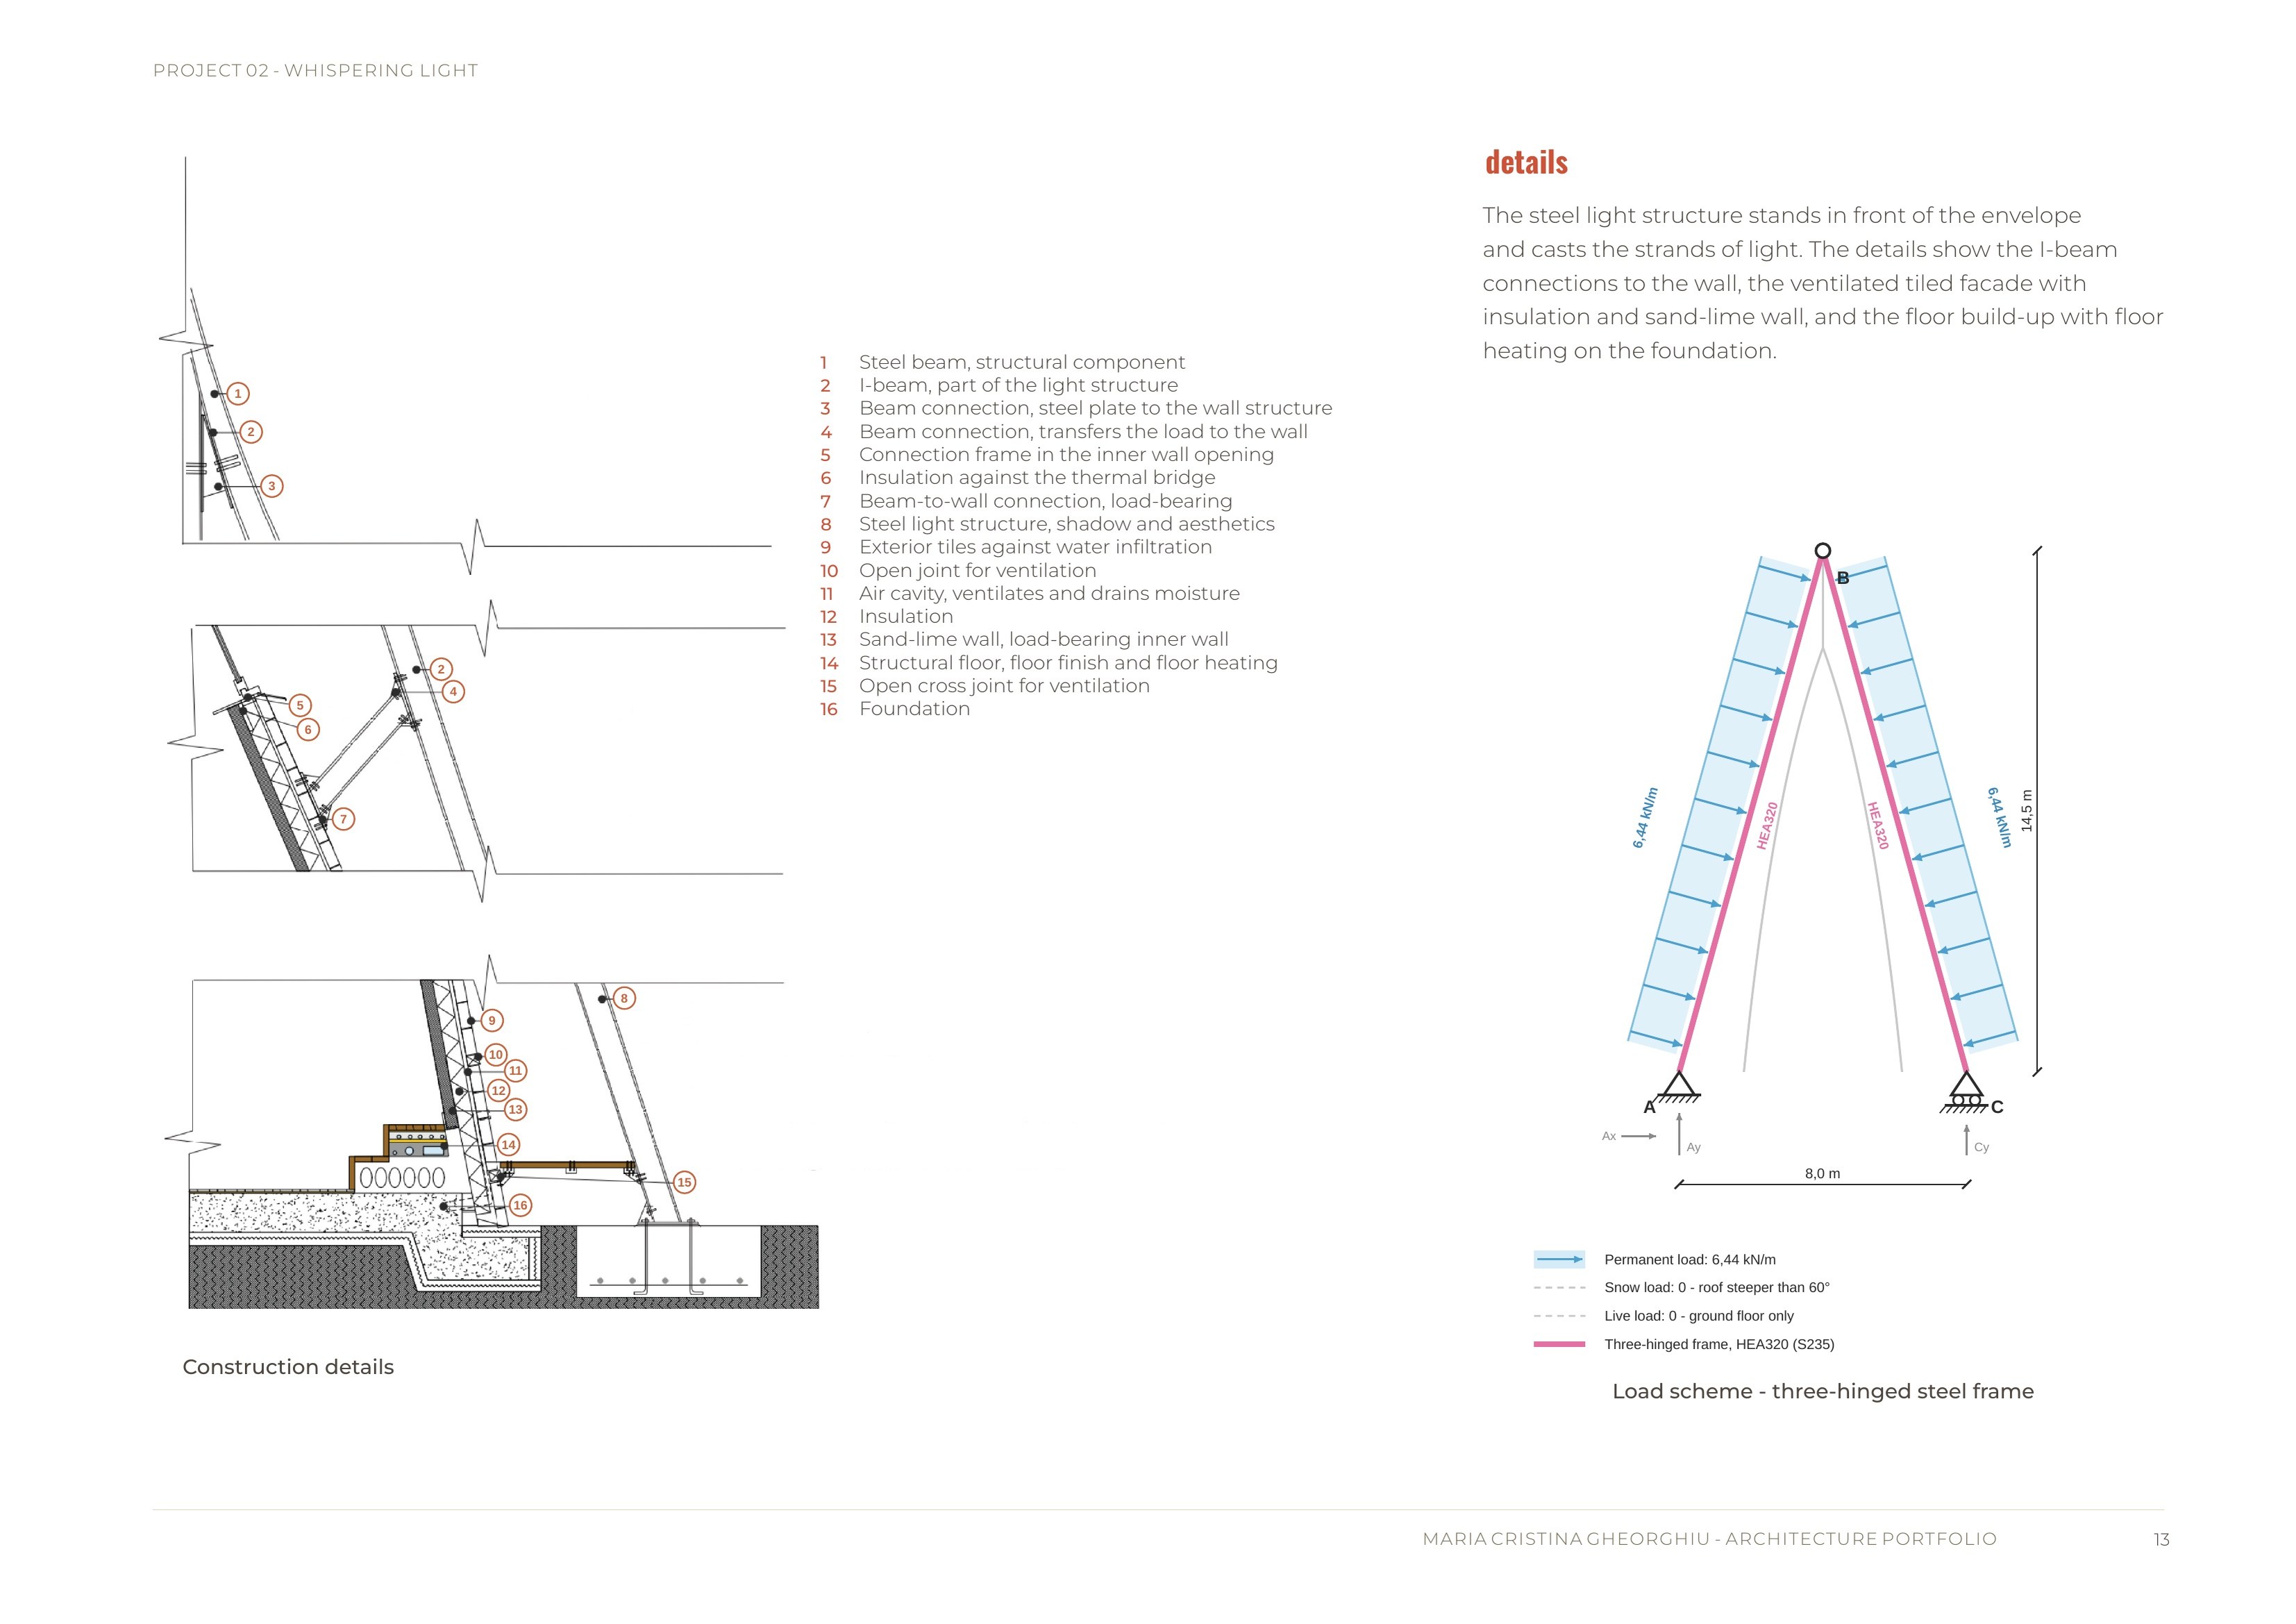 PROJECT 02 - WHISPERING LIGHT
details
The steel light structure stands in front of the envelope
and casts the strands of light. The details show the I-beam
connections to the wall, the ventilated tiled facade with
insulation and sand-lime wall, and the floor build-up with floor
heating on the foundation.
1
2
3
2
4
5
6
7
8
9
10
11
12
13
14
15
16
Construction details
1 Steel beam, structural component
2 I-beam, part of the light structure
3 Beam connection, steel plate to the wall structure
4 Beam connection, transfers the load to the wall
5 Connection frame in the inner wall opening
6 Insulation against the thermal bridge
7 Beam-to-wall connection, load-bearing
8 Steel light structure, shadow and aesthetics
9 Exterior tiles against water infiltration
10 Open joint for ventilation
11 Air cavity, ventilates and drains moisture
12 Insulation
13 Sand-lime wall, load-bearing inner wall
14 Structural floor, floor finish and floor heating
15 Open cross joint for ventilation
16 Foundation
B
6,44 kN/m
HEA320
HEA320
6,44 kN/m
14,5 m
A
C
Ax
Ay
Cy
8,0 m
Permanent load: 6,44 kN/m
Snow load: 0 - roof steeper than 60°
Live load: 0 - ground floor only
Three-hinged frame, HEA320 (S235)
Load scheme - three-hinged steel frame
MARIA CRISTINA GHEORGHIU - ARCHITECTURE PORTFOLIO
13